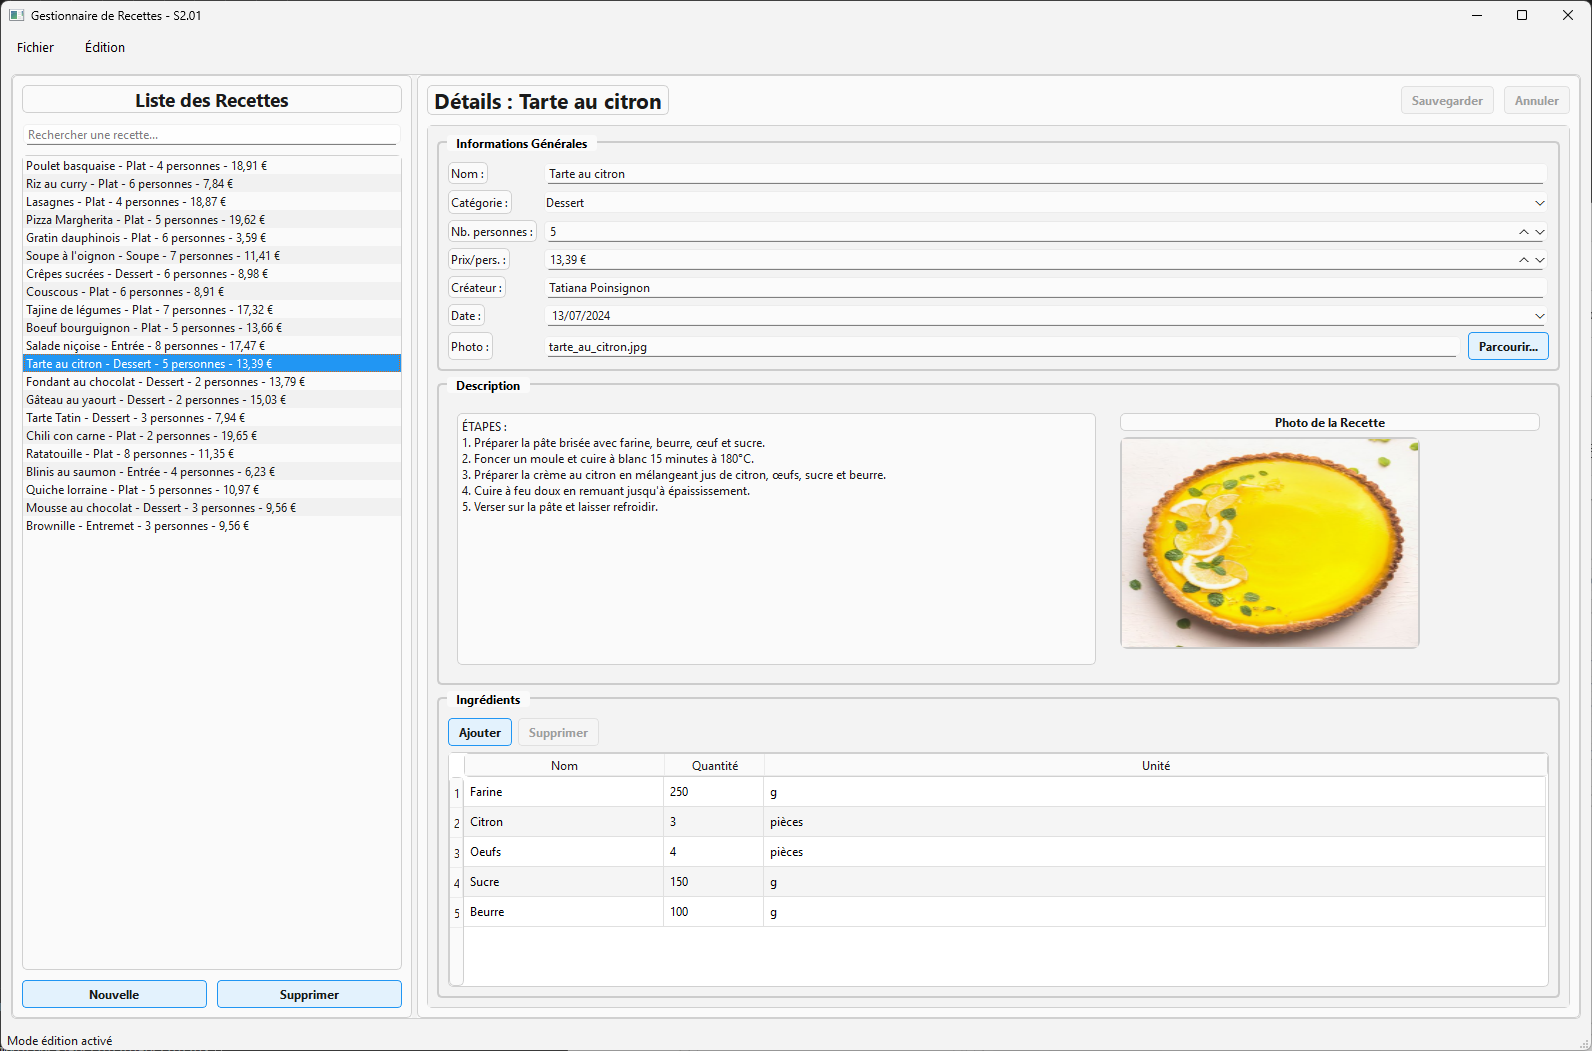 Gestionnaire de Recettes - S2.01
Fichier Édition
Liste des Recettes
Rechercher une recette...
Poulet basquaise - Plat - 4 personnes - 18,91 €
Riz au curry - Plat - 6 personnes - 7,84 €
Lasagnes - Plat - 4 personnes - 18,87 €
Pizza Margherita - Plat - 5 personnes - 19,62 €
Gratin dauphinois - Plat - 6 personnes - 3,59 €
Soupe à l'oignon - Soupe - 7 personnes - 11,41 €
Crêpes sucrées - Dessert - 6 personnes - 8,98 €
Couscous - Plat - 6 personnes - 8,91 €
Tajine de légumes - Plat - 7 personnes - 17,32 €
Boeuf bourguignon - Plat - 5 personnes - 13,66 €
Salade niçoise - Entrée - 8 personnes - 17,47 €
Tarte au citron - Dessert - 5 personnes - 13,39 €
Fondant au chocolat - Dessert - 2 personnes - 13,79 €
Gâteau au yaourt - Dessert - 2 personnes - 15,03 €
Tarte Tatin - Dessert - 3 personnes - 7,94 €
Chili con carne - Plat - 2 personnes - 19,65 €
Ratatouille - Plat - 8 personnes - 11,35 €
Blinis au saumon - Entrée - 4 personnes - 6,23 €
Quiche lorraine - Plat - 5 personnes - 10,97 €
Mousse au chocolat - Dessert - 3 personnes - 9,56 €
Brownille - Entremet - 3 personnes - 9,56 €
Nouvelle Supprimer
Détails : Tarte au citron
Sauvegarder Annuler
Informations Générales
Nom : Tarte au citron
Catégorie : Dessert
Nb. personnes : 5
Prix/pers. : 13,39 €
Créateur : Tatiana Poinsignon
Date : 13/07/2024
Photo : tarte_au_citron.jpg Parcourir...
Description
ÉTAPES :
1. Préparer la pâte brisée avec farine, beurre, œuf et sucre.
2. Foncer un moule et cuire à blanc 15 minutes à 180°C.
3. Préparer la crème au citron en mélangeant jus de citron, œufs, sucre et beurre.
4. Cuire à feu doux en remuant jusqu'à épaississement.
5. Verser sur la pâte et laisser refroidir.
Photo de la Recette
Ingrédients
Ajouter Supprimer
Nom Quantité Unité
1 Farine 250 g
2 Citron 3 pièces
3 Oeufs 4 pièces
4 Sucre 150 g
5 Beurre 100 g
Mode édition activé